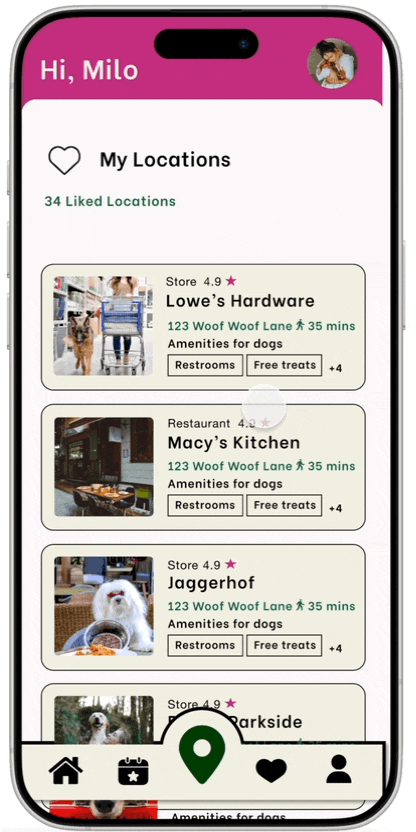 Hi, Milo
My Locations
34 Liked Locations
Store 4.9
Lowe's Hardware
123 Woof Woof Lane 35 mins
Amenities for dogs
Restrooms Free treats +4
Restaurant 4.9
Macy's Kitchen
123 Woof Woof Lane 35 mins
Amenities for dogs
Restrooms Free treats +4
Store 4.9
Jaggerhof
123 Woof Woof Lane 35 mins
Amenities for dogs
Restrooms Free treats +4
Store 4.9
Parkside
Amenities for dogs